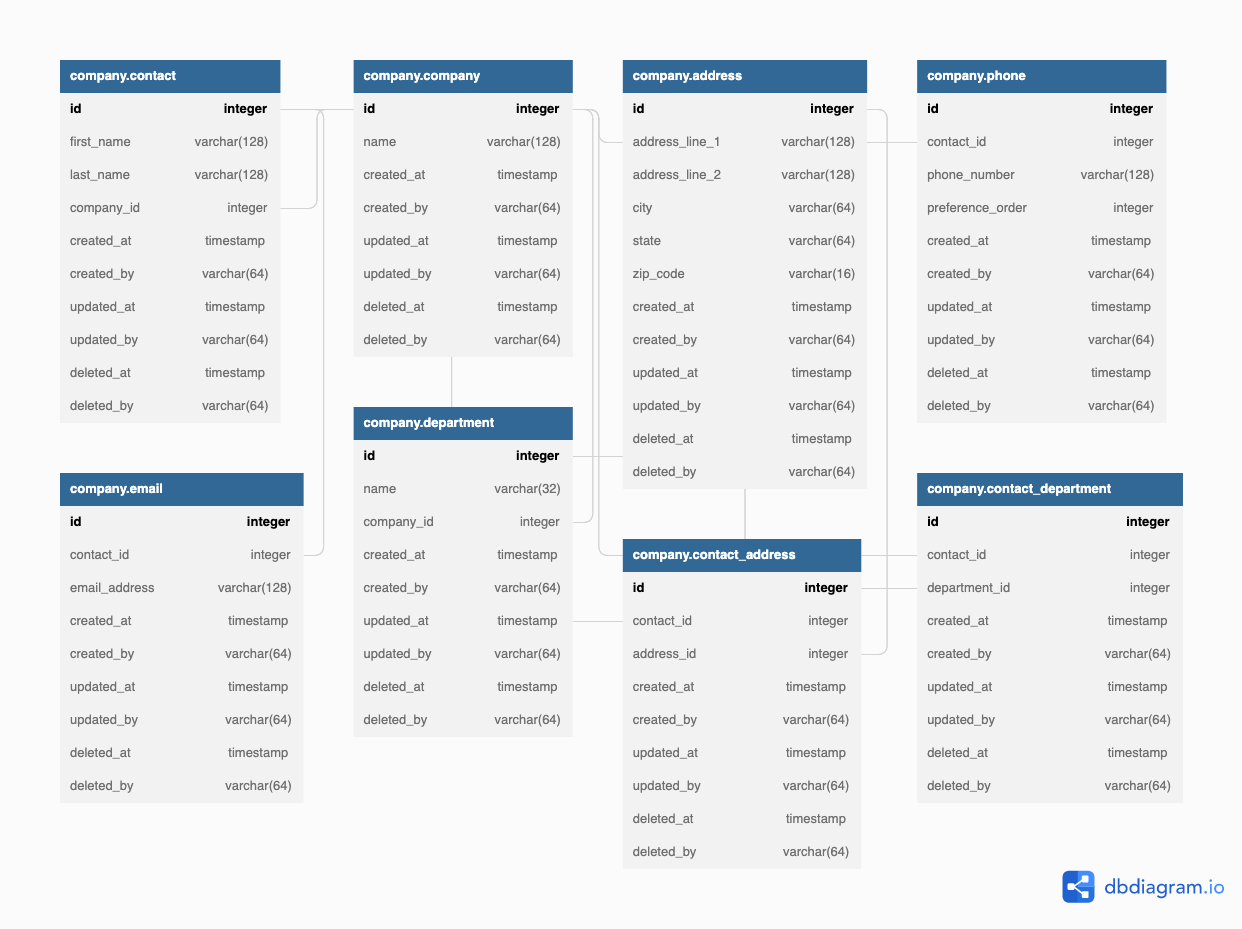 company.contact
id integer
first_name varchar(128)
last_name varchar(128)
company_id integer
created_at timestamp
created_by varchar(64)
updated_at timestamp
updated_by varchar(64)
deleted_at timestamp
deleted_by varchar(64)
company.company
id integer
name varchar(128)
created_at timestamp
created_by varchar(64)
updated_at timestamp
updated_by varchar(64)
deleted_at timestamp
deleted_by varchar(64)
company.address
id integer
address_line_1 varchar(128)
address_line_2 varchar(128)
city varchar(64)
state varchar(64)
zip_code varchar(16)
created_at timestamp
created_by varchar(64)
updated_at timestamp
updated_by varchar(64)
deleted_at timestamp
deleted_by varchar(64)
company.phone
id integer
contact_id integer
phone_number varchar(128)
preference_order integer
created_at timestamp
created_by varchar(64)
updated_at timestamp
updated_by varchar(64)
deleted_at timestamp
deleted_by varchar(64)
company.email
id integer
contact_id integer
email_address varchar(128)
created_at timestamp
created_by varchar(64)
updated_at timestamp
updated_by varchar(64)
deleted_at timestamp
deleted_by varchar(64)
company.department
id integer
name varchar(32)
company_id integer
created_at timestamp
created_by varchar(64)
updated_at timestamp
updated_by varchar(64)
deleted_at timestamp
deleted_by varchar(64)
company.contact_address
id integer
contact_id integer
address_id integer
created_at timestamp
created_by varchar(64)
updated_at timestamp
updated_by varchar(64)
deleted_at timestamp
deleted_by varchar(64)
company.contact_department
id integer
contact_id integer
department_id integer
created_at timestamp
created_by varchar(64)
updated_at timestamp
updated_by varchar(64)
deleted_at timestamp
deleted_by varchar(64)
dbdiagram.io